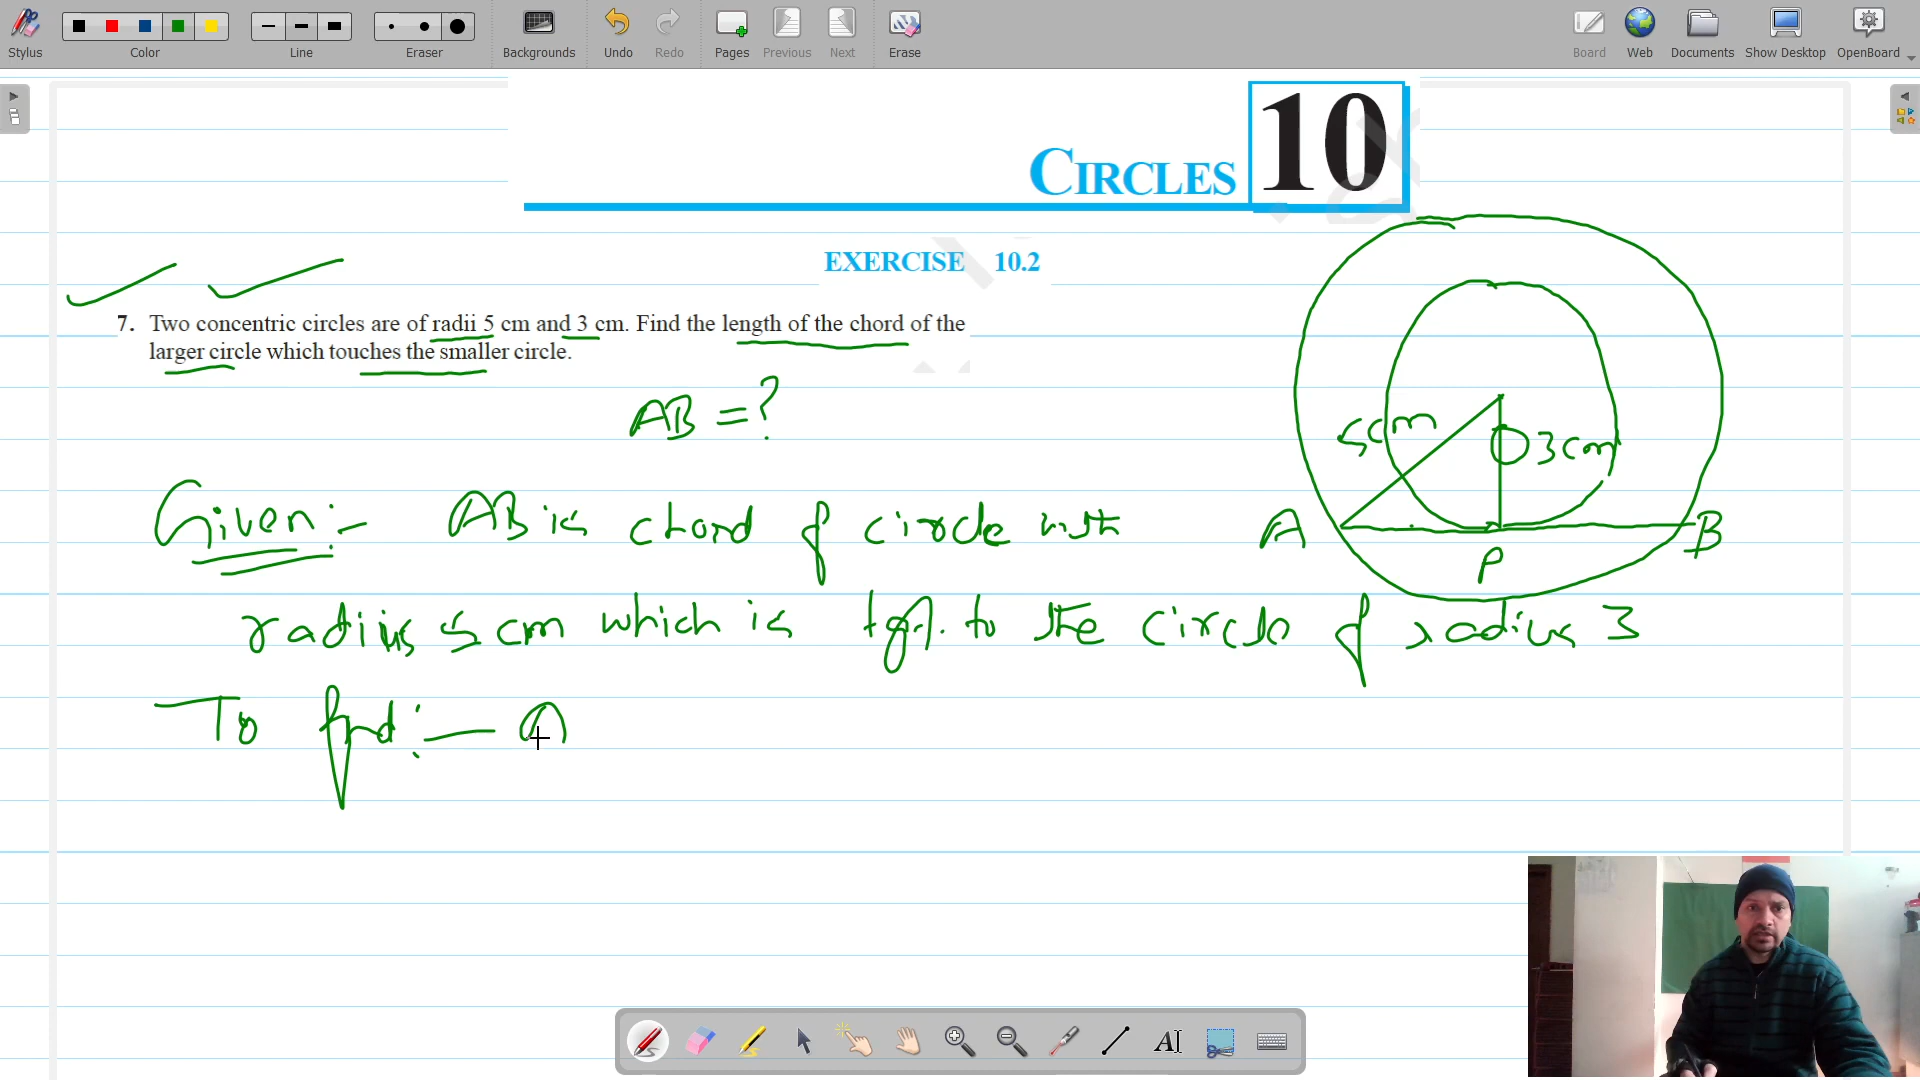 Stylus Color Line Eraser Backgrounds Undo Redo Pages Previous Next Erase Board Web Documents Show Desktop OpenBoard
CIRCLES 10
EXERCISE 10.2
7. Two concentric circles are of radii 5 cm and 3 cm. Find the length of the chord of the
larger circle which touches the smaller circle.
AB = ?
5cm O 3cm
A P B
Given:- AB is chord of circle with
radius 5 cm which is tgt. to the circle of radius 3
To find:- A